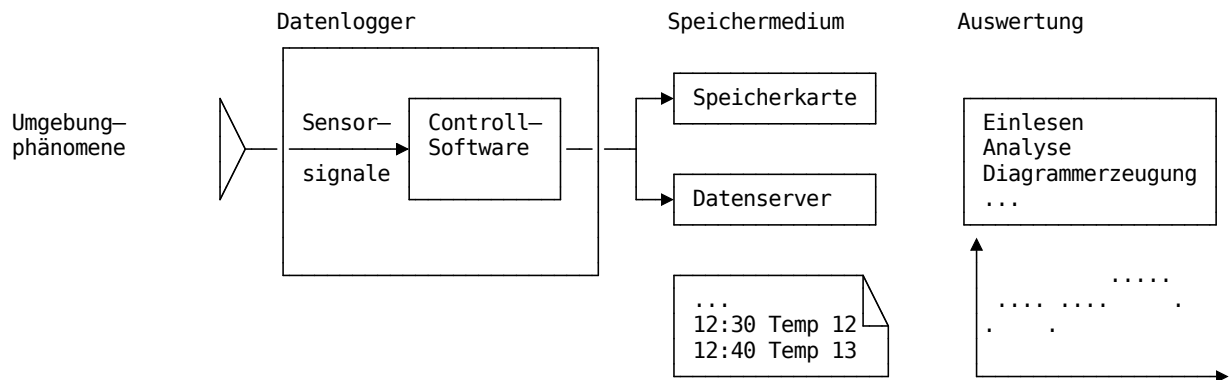 Datenlogger
Speichermedium
Auswertung
Umgebung–
phänomene
Sensor–
signale
Controll–
Software
Speicherkarte
Datenserver
...
12:30 Temp 12
12:40 Temp 13
Einlesen
Analyse
Diagrammerzeugung
...